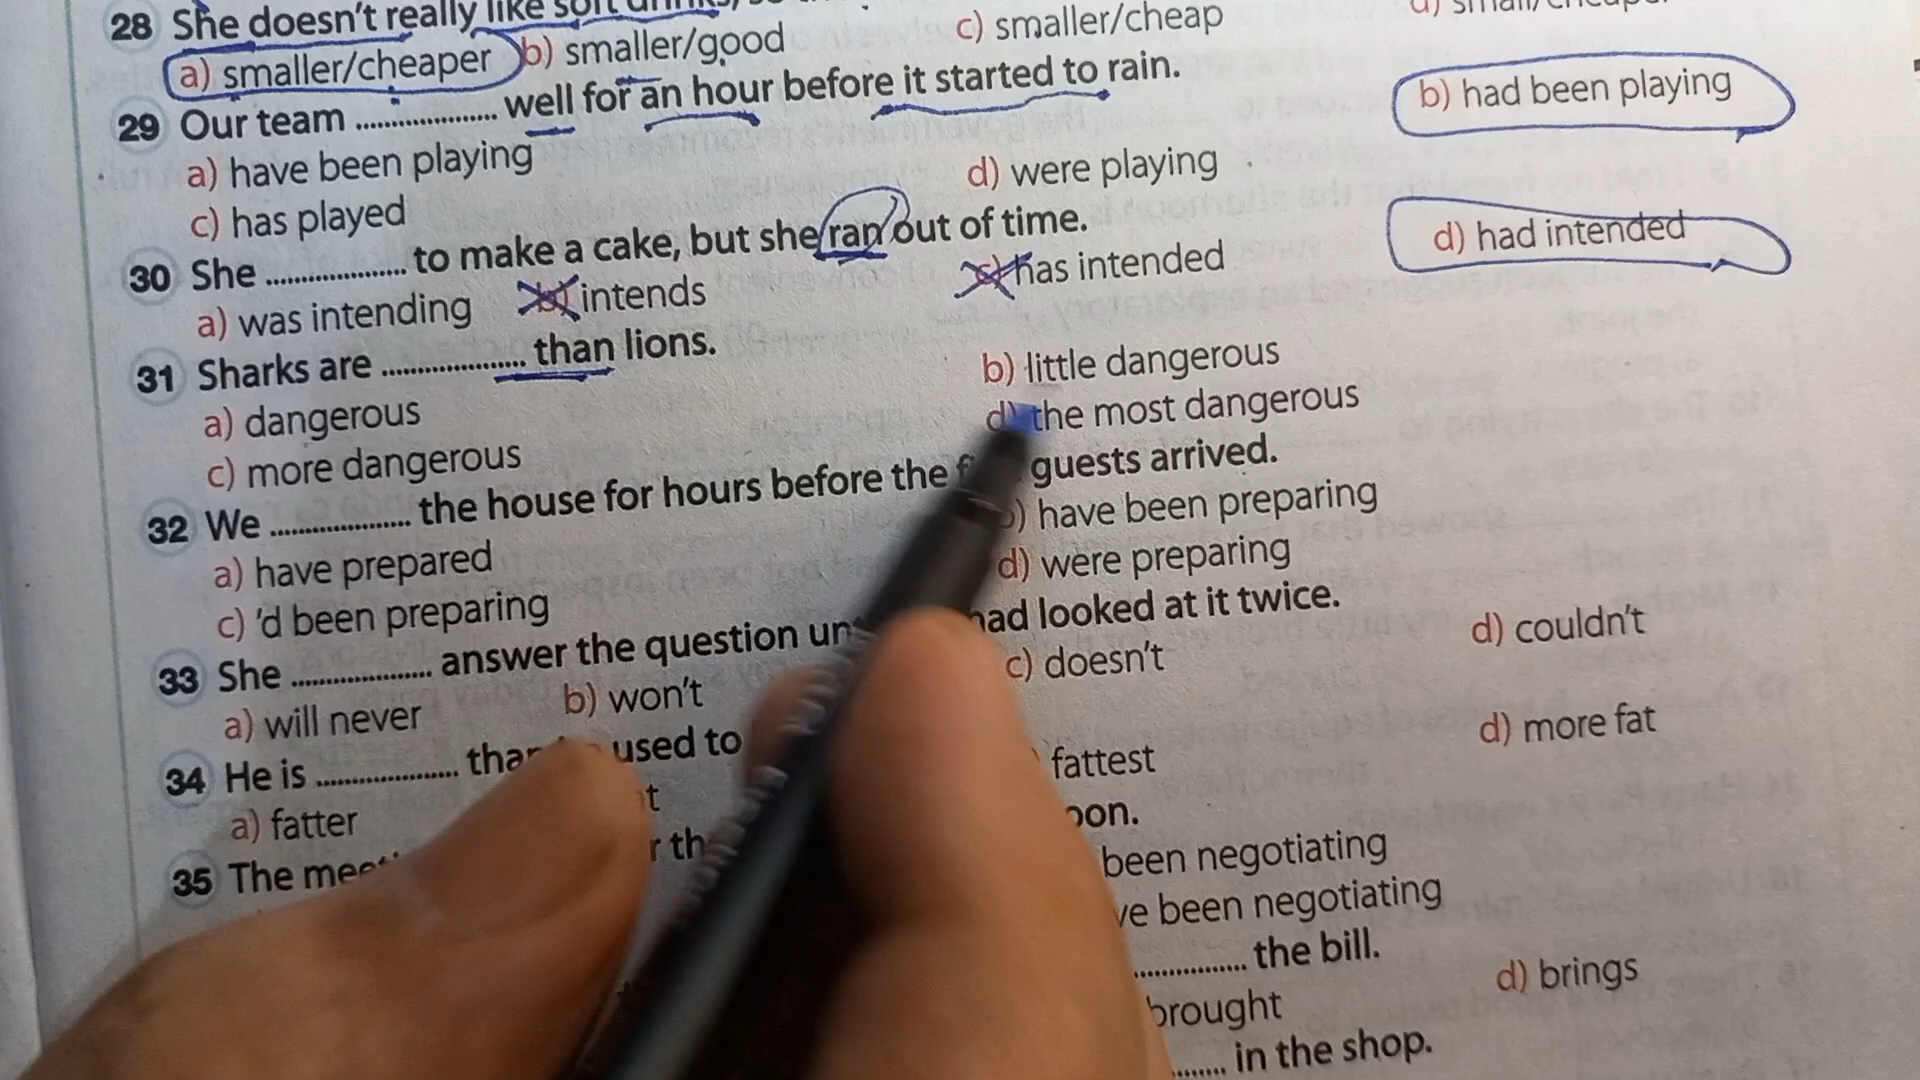 28 She doesn't really like soft drinks, so
a) smaller/cheaper b) smaller/good c) smaller/cheap
29 Our team .................... well for an hour before it started to rain.
a) have been playing b) had been playing
c) has played d) were playing
30 She .................... to make a cake, but she ran out of time.
a) was intending b) intends c) has intended d) had intended
31 Sharks are .................... than lions.
a) dangerous b) little dangerous
c) more dangerous d) the most dangerous
32 We .................... the house for hours before the guests arrived.
a) have prepared b) have been preparing
c) 'd been preparing d) were preparing
33 She .................... answer the question had looked at it twice.
a) will never b) won't c) doesn't d) couldn't
34 He is .................... than used to
a) fatter fattest d) more fat
35 The
been negotiating
been negotiating
................ the bill.
brought d) brings
........ in the shop.